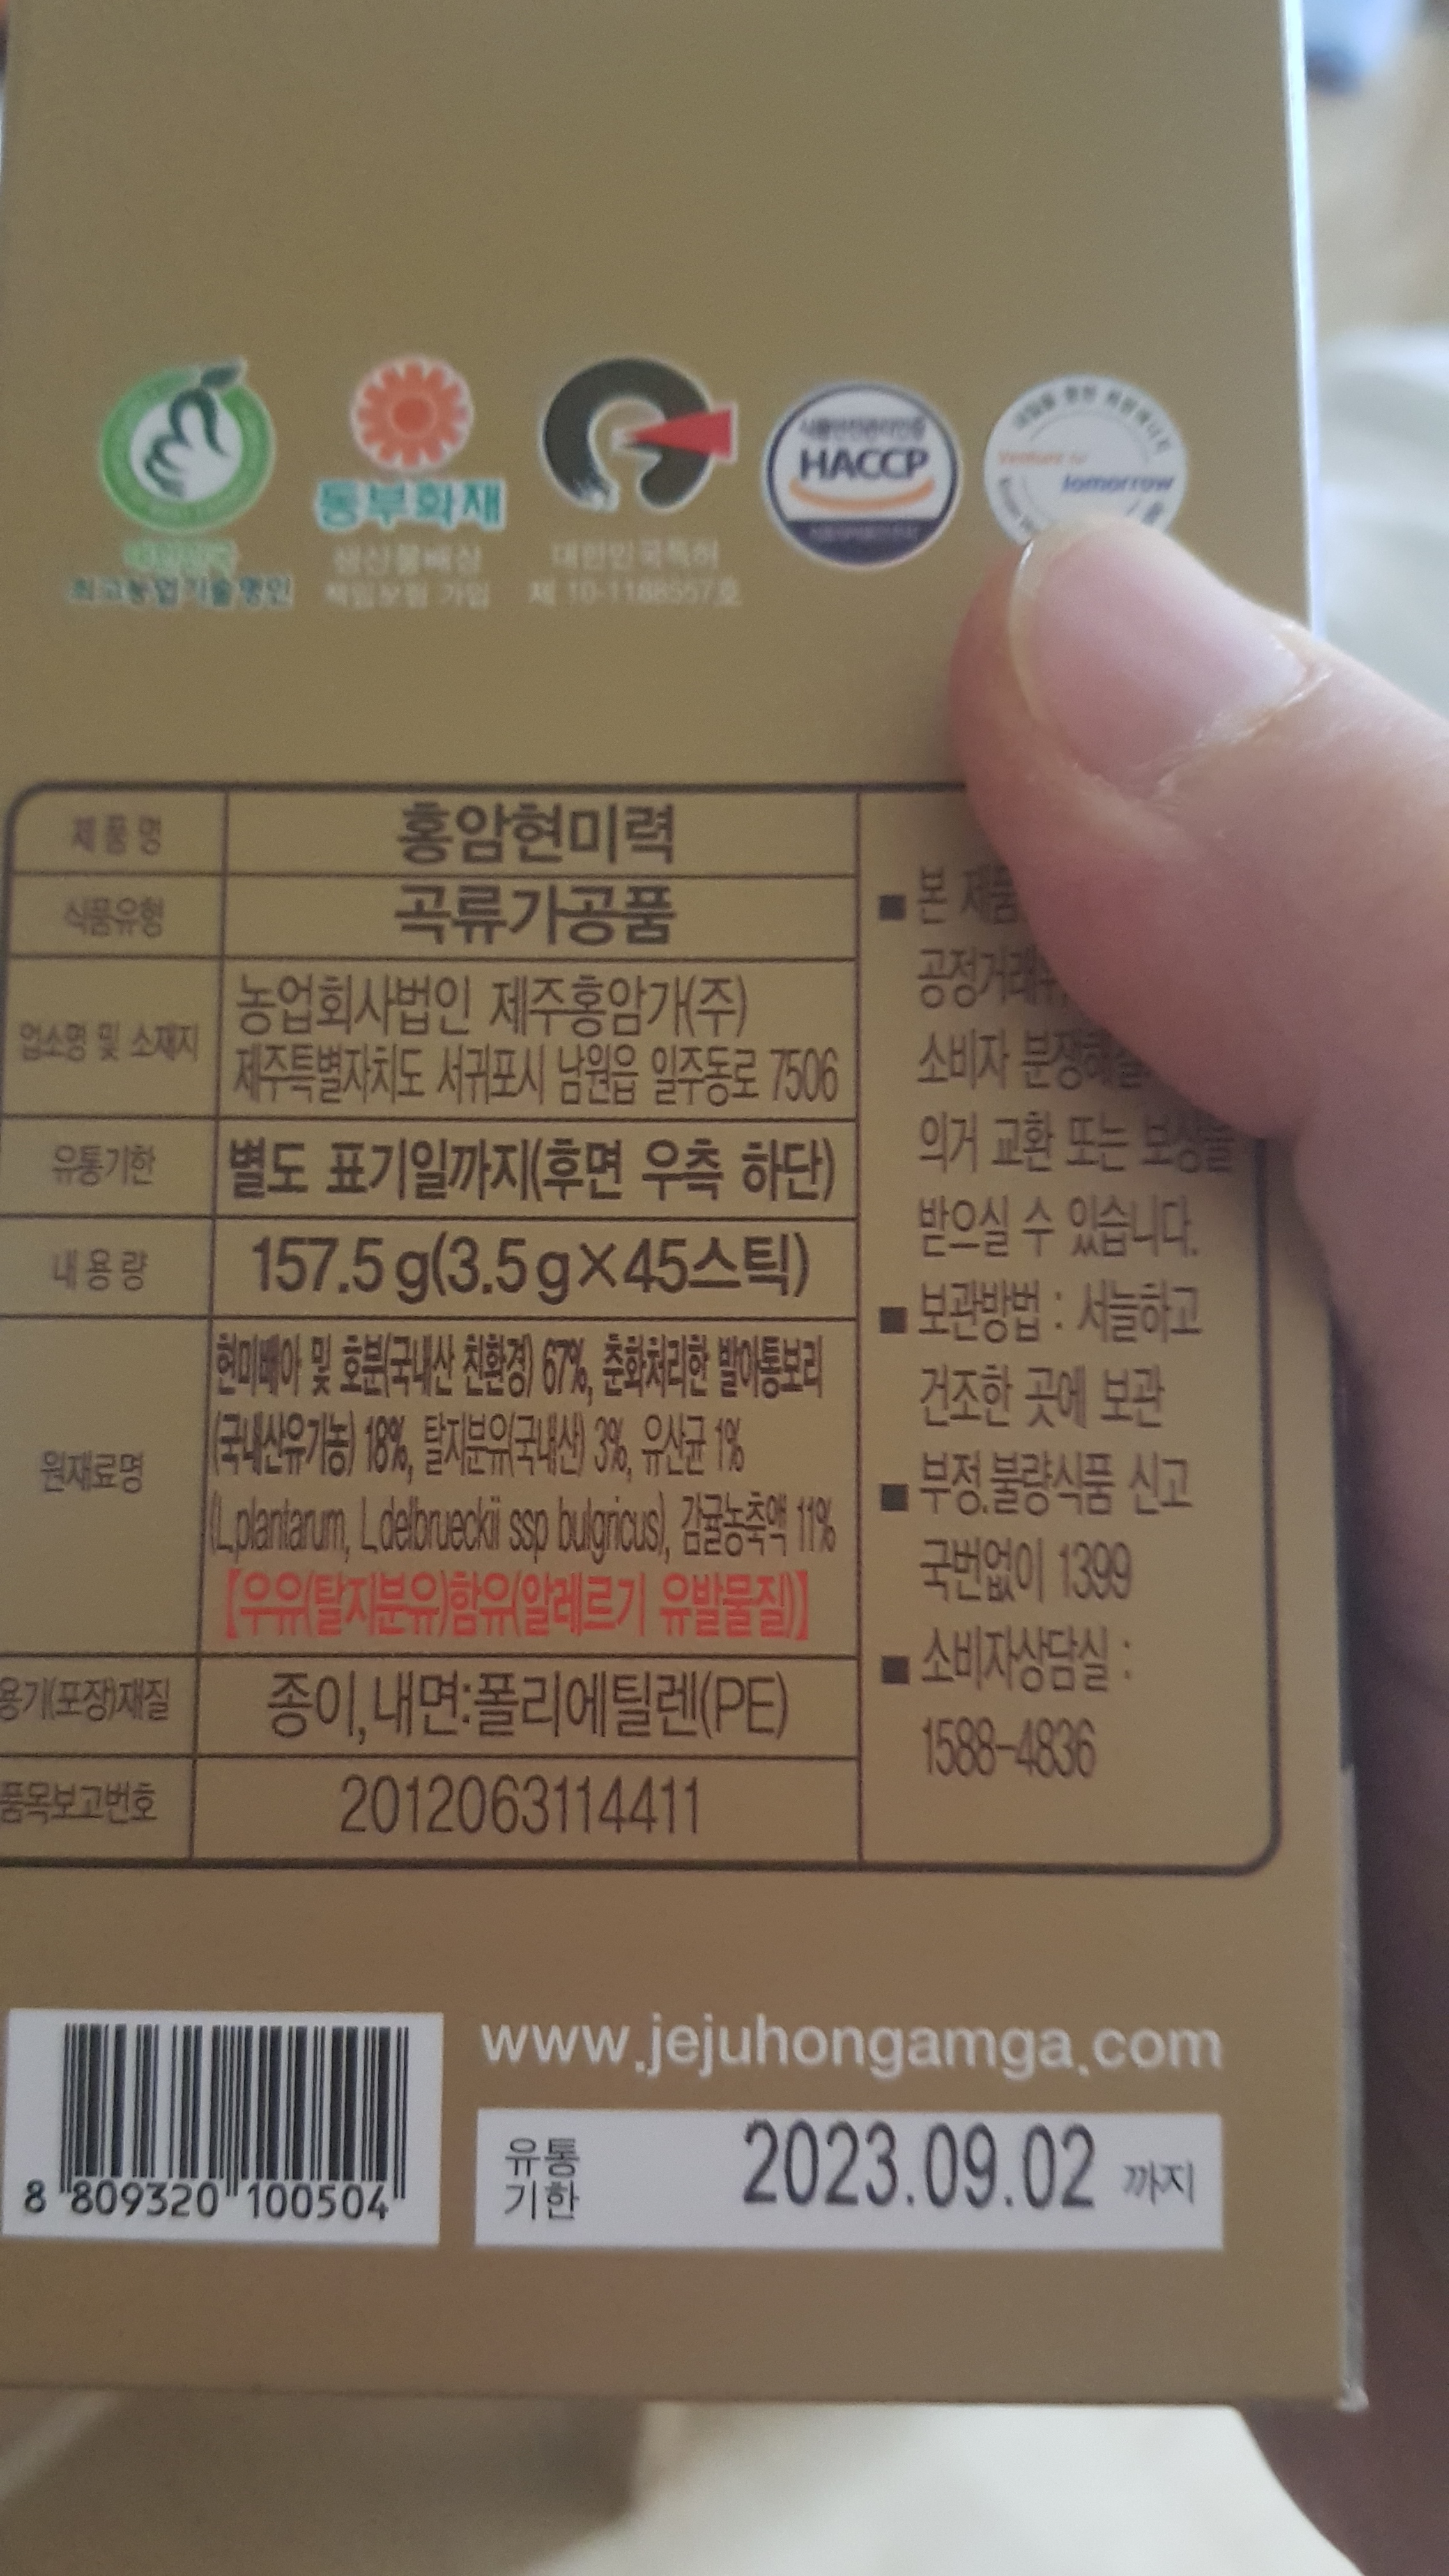 동부화재
최고농업기술명인
생산물배상
책임보험 가입
대한민국특허
제 10-1188557호
식품안전관리인증
HACCP
Venture for
tomorrow
제품명
홍암현미력
식품유형
곡류가공품
업소명 및 소재지
농업회사법인 제주홍암가(주)
제주특별자치도 서귀포시 남원읍 일주동로 7506
유통기한
별도 표기일까지(후면 우측 하단)
내용량
157.5g(3.5g×45스틱)
원재료명
현미배아 및 호분(국내산 친환경) 67%, 춘화처리한 발아통보리
(국내산유기농) 18%, 탈지분유(국내산) 3%, 유산균 1%
(L.plantarum, L.delbrueckii ssp bulgricus), 감귤농축액 11%
【우유(탈지분유)함유(알레르기 유발물질)】
용기(포장)재질
종이,내면:폴리에틸렌(PE)
품목보고번호
2012063114411
■ 본 제품
공정거래
소비자 분쟁해결
의거 교환 또는 보상을
받으실 수 있습니다.
■ 보관방법 : 서늘하고
건조한 곳에 보관
■ 부정.불량식품 신고
국번없이 1399
■ 소비자상담실 :
1588-4836
www.jejuhongamga.com
8 809320 100504
유통
기한
2023.09.02 까지